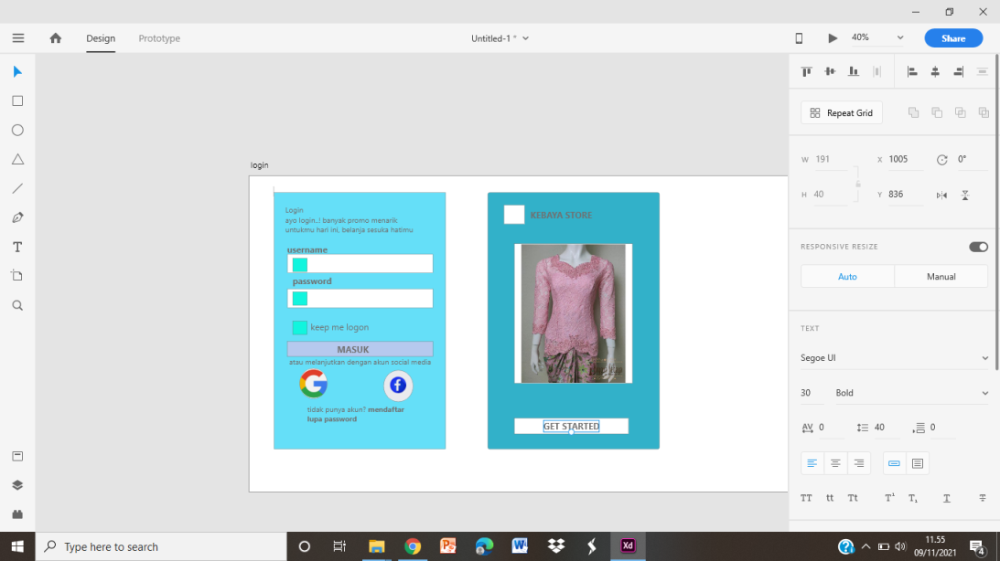 Design
Prototype
Untitled-1 *
40%
Share
Repeat Grid
W 191
X 1005
0°
H 40
Y 836
RESPONSIVE RESIZE
Auto
Manual
TEXT
Segoe UI
30
Bold
AV 0
40
0
TT tt Tt T¹ T₁ T T
login
Login
ayo login..! banyak promo menarik
untukmu hari ini, belanja sesuka hatimu
username
password
keep me logon
MASUK
atau melanjutkan dengan akun social media
G
f
tidak punya akun? mendaftar
lupa password
KEBAYA STORE
GET STARTED
Type here to search
Xd
11.55
09/11/2021
4